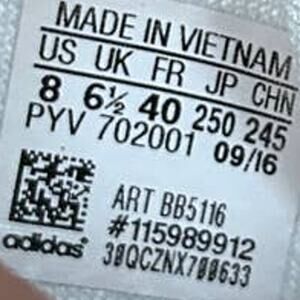 MADE IN VIETNAM
US UK FR JP CHN
8 6½ 40 250 245
PYV 702001 09/16
ART BB5116
#115989912
adidas
30QCZNX700633